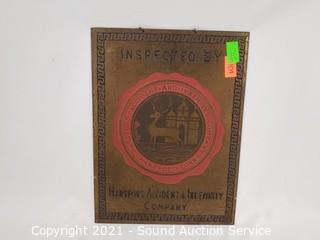 INSPECTED BY
HARTFORD ACCIDENT & INDEMNITY
COMPANY
Copyright 2021 - Sound Auction Service